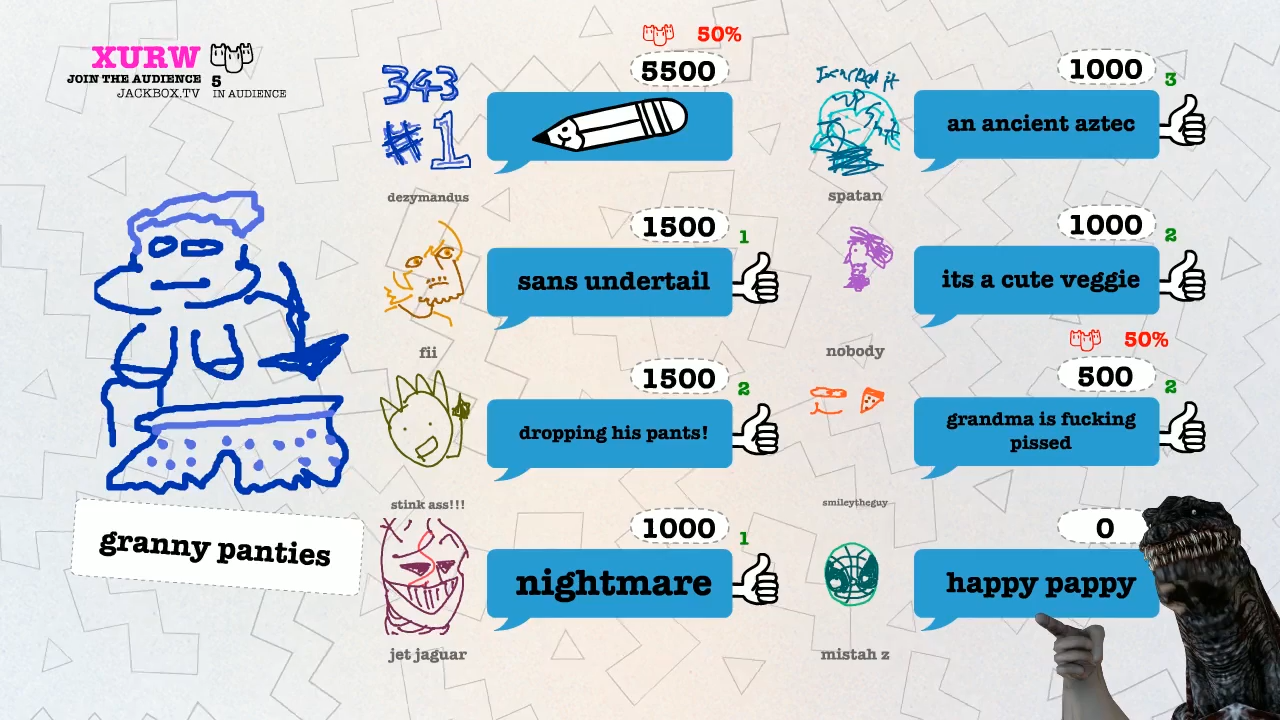 XURW
JOIN THE AUDIENCE
JACKBOX.TV
5
IN AUDIENCE
granny panties
343
#1
dezymandus
50%
5500
fii
1500
1
sans undertail
stink ass!!!
1500
2
dropping his pants!
jet jaguar
1000
1
nightmare
spatan
1000
3
an ancient aztec
nobody
1000
2
its a cute veggie
smileytheguy
50%
500
2
grandma is fucking
pissed
mistah z
0
happy pappy